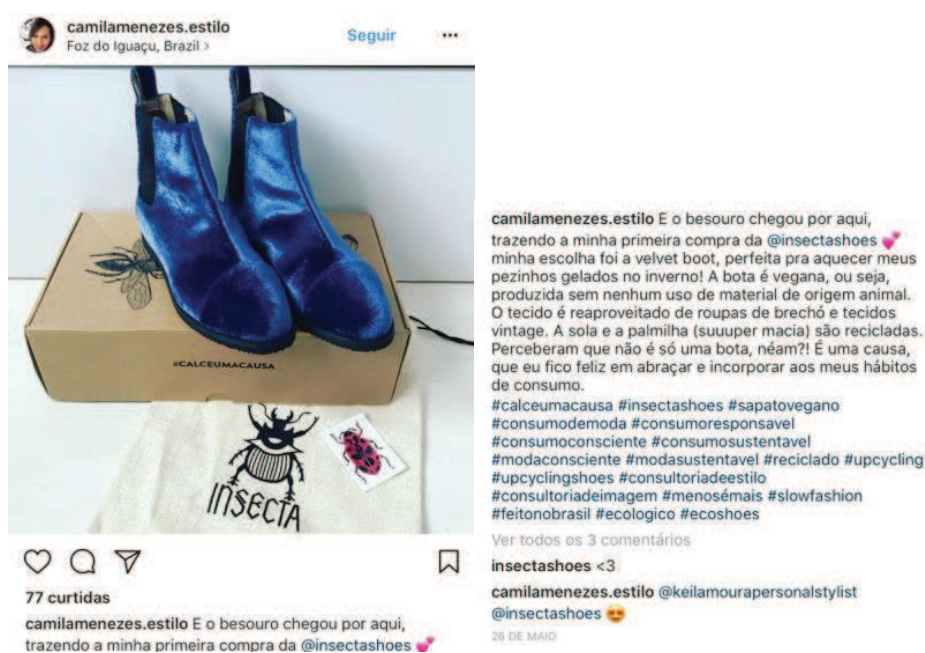 camilamenezes.estilo
Foz do Iguaçu, Brazil >
Seguir
#CALCEUMACAUSA
INSECTA
77 curtidas
camilamenezes.estilo E o besouro chegou por aqui,
trazendo a minha primeira compra da @insectashoes 💕
camilamenezes.estilo E o besouro chegou por aqui,
trazendo a minha primeira compra da @insectashoes 💕
minha escolha foi a velvet boot, perfeita pra aquecer meus
pezinhos gelados no inverno! A bota é vegana, ou seja,
produzida sem nenhum uso de material de origem animal.
O tecido é reaproveitado de roupas de brechó e tecidos
vintage. A sola e a palmilha (suuuper macia) são recicladas.
Perceberam que não é só uma bota, néam?! É uma causa,
que eu fico feliz em abraçar e incorporar aos meus hábitos
de consumo.
#calceumacausa #insectashoes #sapatovegano
#consumodemoda #consumoresponsavel
#consumoconsciente #consumosustentavel
#modaconsciente #modasustentavel #reciclado #upcycling
#upcyclingshoes #consultoriadeestilo
#consultoriadeimagem #menosémais #slowfashion
#feitonobrasil #ecologico #ecoshoes
Ver todos os 3 comentários
insectashoes <3
camilamenezes.estilo @keilamourapersonalstylist
@insectashoes 😍
26 DE MAIO